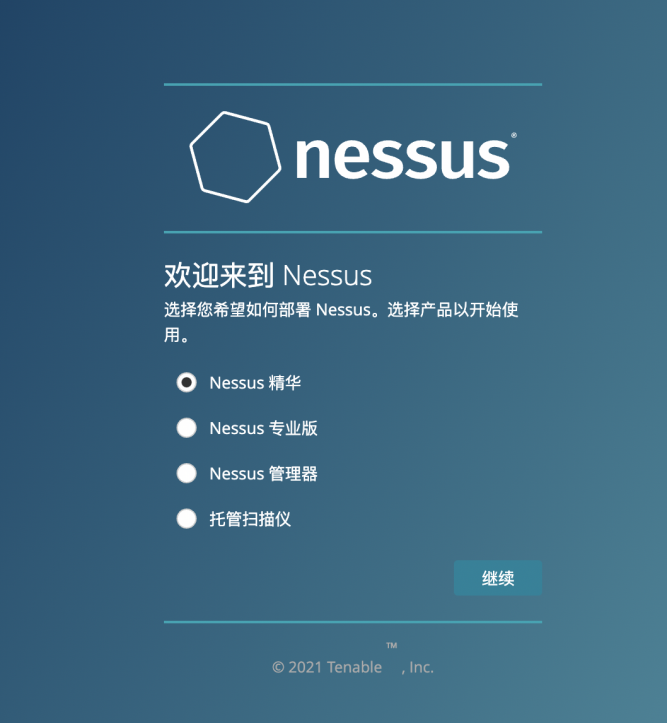 nessus®
欢迎来到 Nessus
选择您希望如何部署 Nessus。选择产品以开始使
用。
Nessus 精华
Nessus 专业版
Nessus 管理器
托管扫描仪
继续
© 2021 Tenable™, Inc.